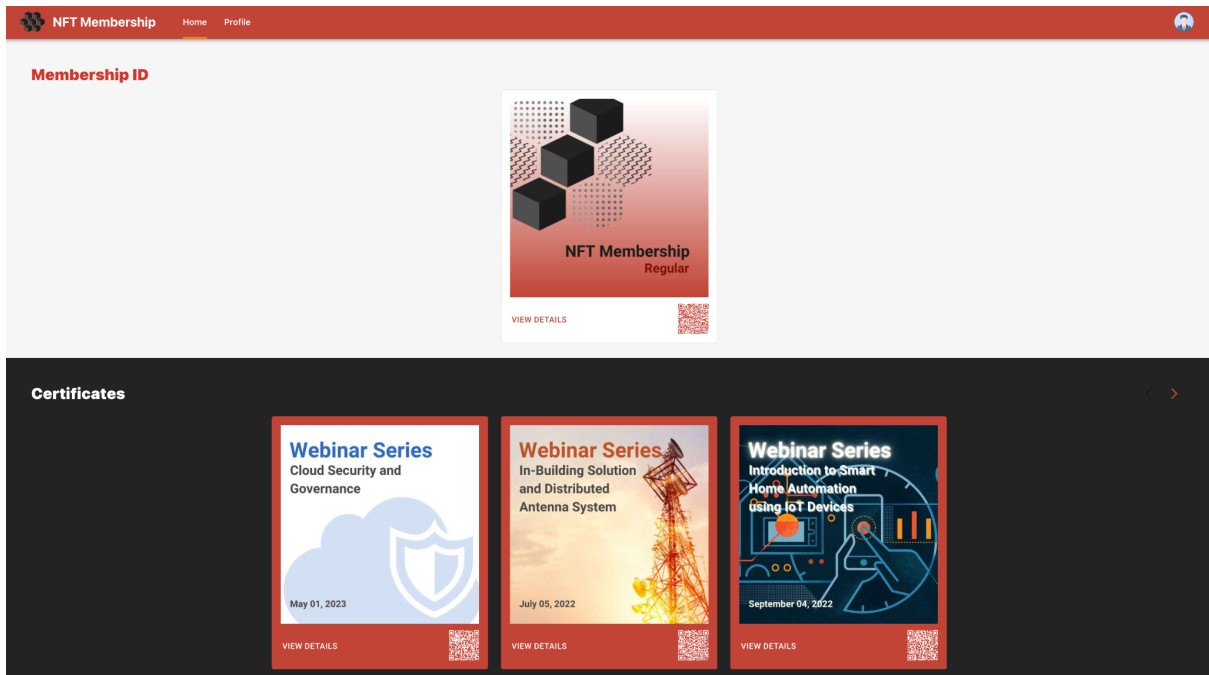 NFT Membership
Home
Profile
Membership ID
NFT Membership
Regular
VIEW DETAILS
Certificates
Webinar Series
Cloud Security and
Governance
May 01, 2023
VIEW DETAILS
Webinar Series
In-Building Solution
and Distributed
Antenna System
July 05, 2022
VIEW DETAILS
Webinar Series
Introduction to Smart
Home Automation
using IoT Devices
September 04, 2022
VIEW DETAILS